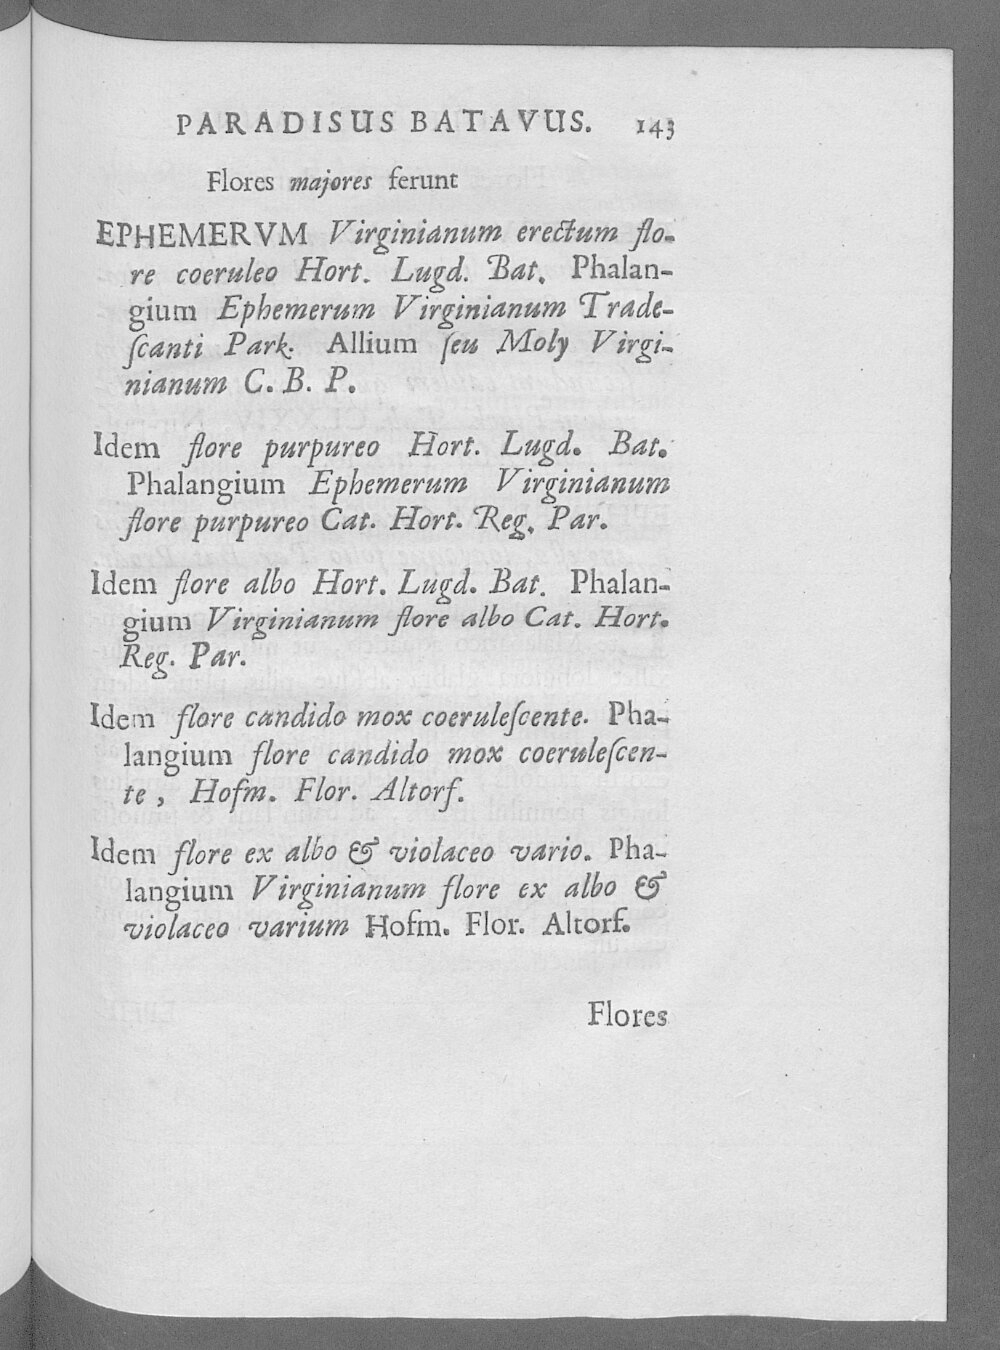 PARADISUS BATAVUS. 143
Flores majores ferunt
EPHEMERVM Virginianum erectum flo-
re coeruleo Hort. Lugd. Bat. Phalan-
gium Ephemerum Virginianum Trade-
ſcanti Park. Allium ſeu Moly Virgi-
nianum C. B. P.
Idem flore purpureo Hort. Lugd. Bat.
Phalangium Ephemerum Virginianum
flore purpureo Cat. Hort. Reg. Par.
Idem flore albo Hort. Lugd. Bat. Phalan-
gium Virginianum flore albo Cat. Hort.
Reg. Par.
Idem flore candido mox coeruleſcente. Pha-
langium flore candido mox coeruleſcen-
te, Hofm. Flor. Altorf.
Idem flore ex albo & violaceo vario. Pha-
langium Virginianum flore ex albo &
violaceo varium Hofm. Flor. Altorf.
Flores